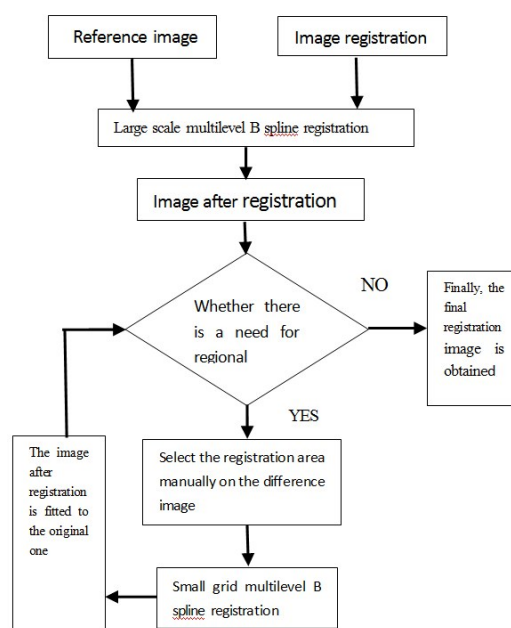 Reference image
Image registration
Large scale multilevel B spline registration
Image after registration
Whether there
is a need for
regional
NO
Finally, the
final
registration
image is
obtained
YES
Select the registration area
manually on the difference
image
The image
after
registration
is fitted to
the original
one
Small grid multilevel B
spline registration